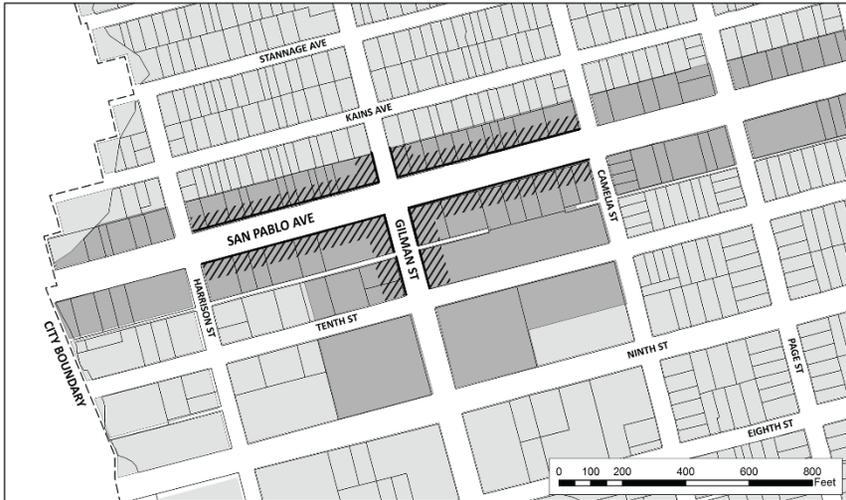 STANNAGE AVE
KAINS AVE
SAN PABLO AVE
GILMAN ST
CAMELIA ST
HARRISON ST
TENTH ST
CITY BOUNDARY
NINTH ST
PAGE ST
EIGHTH ST
0 100 200 400 600 800
Feet